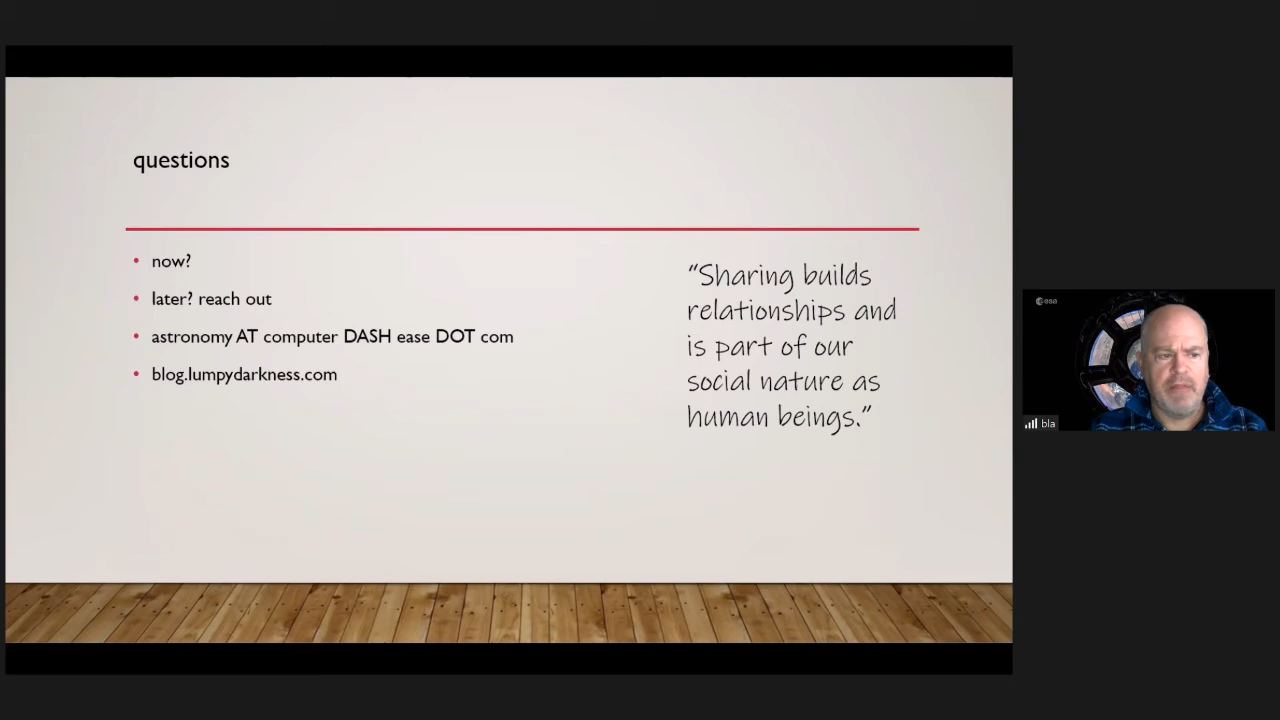 questions
now?
later? reach out
astronomy AT computer DASH ease DOT com
blog.lumpydarkness.com
“Sharing builds
relationships and
is part of our
social nature as
human beings.”
esa
bla